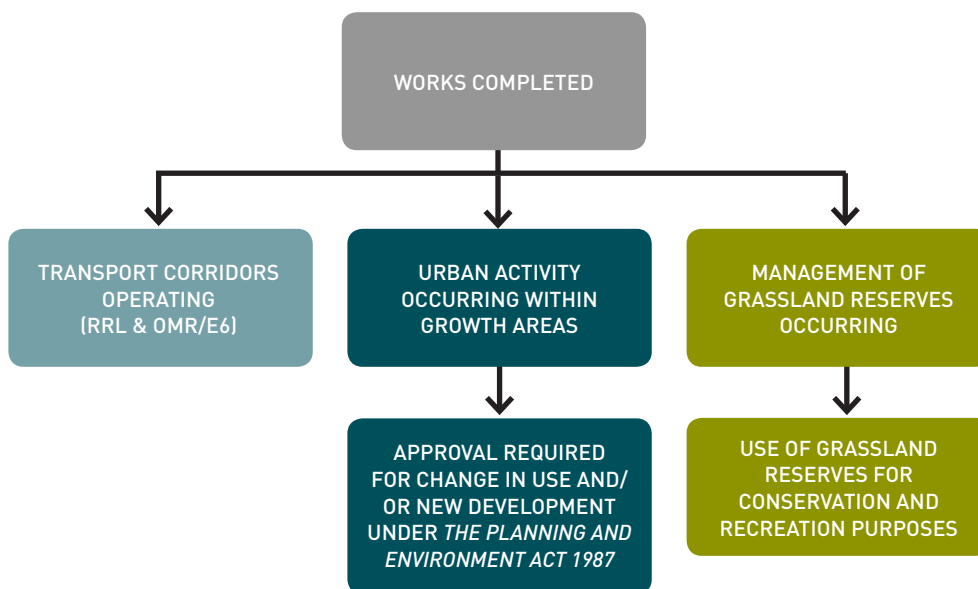 WORKS COMPLETED
TRANSPORT CORRIDORS
OPERATING
(RRL & OMR/E6)
URBAN ACTIVITY
OCCURRING WITHIN
GROWTH AREAS
MANAGEMENT OF
GRASSLAND RESERVES
OCCURRING
APPROVAL REQUIRED
FOR CHANGE IN USE AND/
OR NEW DEVELOPMENT
UNDER THE PLANNING AND
ENVIRONMENT ACT 1987
USE OF GRASSLAND
RESERVES FOR
CONSERVATION AND
RECREATION PURPOSES